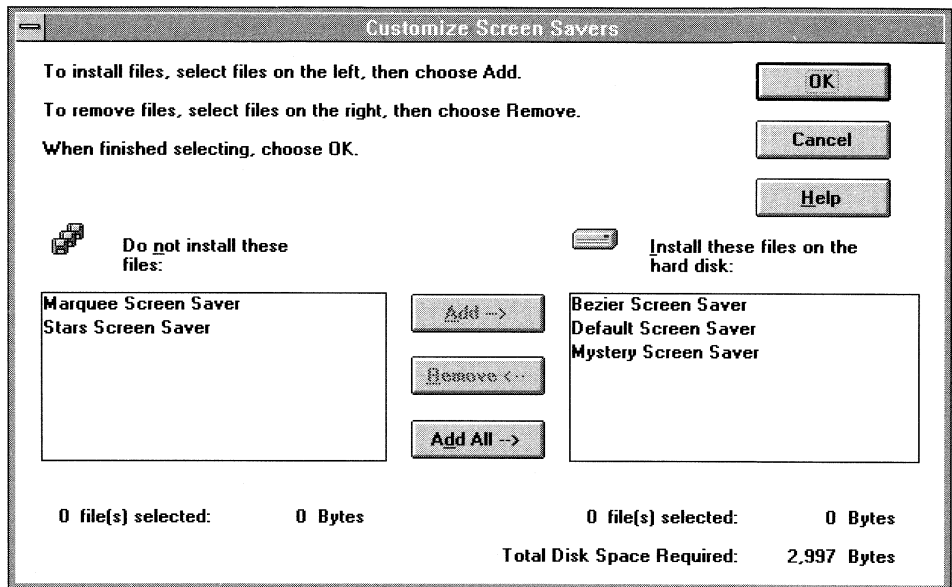 Customize Screen Savers
To install files, select files on the left, then choose Add.
To remove files, select files on the right, then choose Remove.
When finished selecting, choose OK.
OK
Cancel
Help
Do not install these
files:
Install these files on the
hard disk:
Marquee Screen Saver
Stars Screen Saver
Add -->
Remove <--
Add All -->
Bezier Screen Saver
Default Screen Saver
Mystery Screen Saver
0 file(s) selected: 0 Bytes
0 file(s) selected: 0 Bytes
Total Disk Space Required: 2,997 Bytes